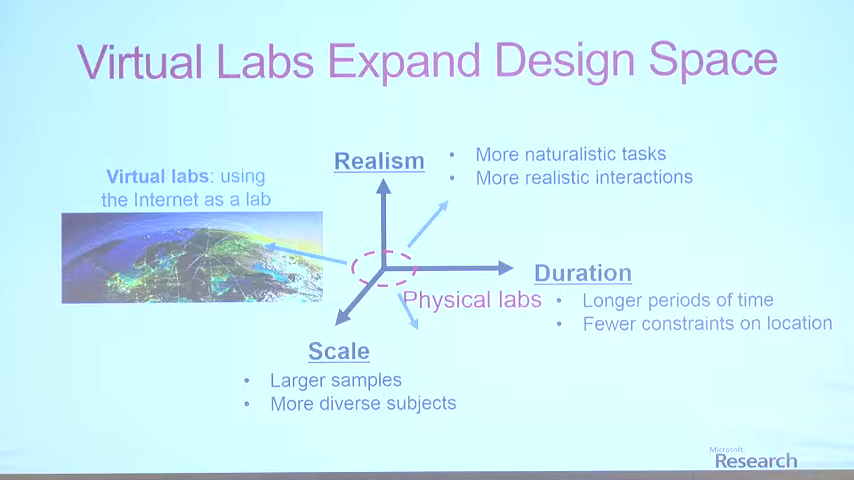 Virtual Labs Expand Design Space
Virtual labs: using
the Internet as a lab
Realism
• More naturalistic tasks
• More realistic interactions
Duration
• Longer periods of time
• Fewer constraints on location
Physical labs
Scale
• Larger samples
• More diverse subjects
Microsoft
Research